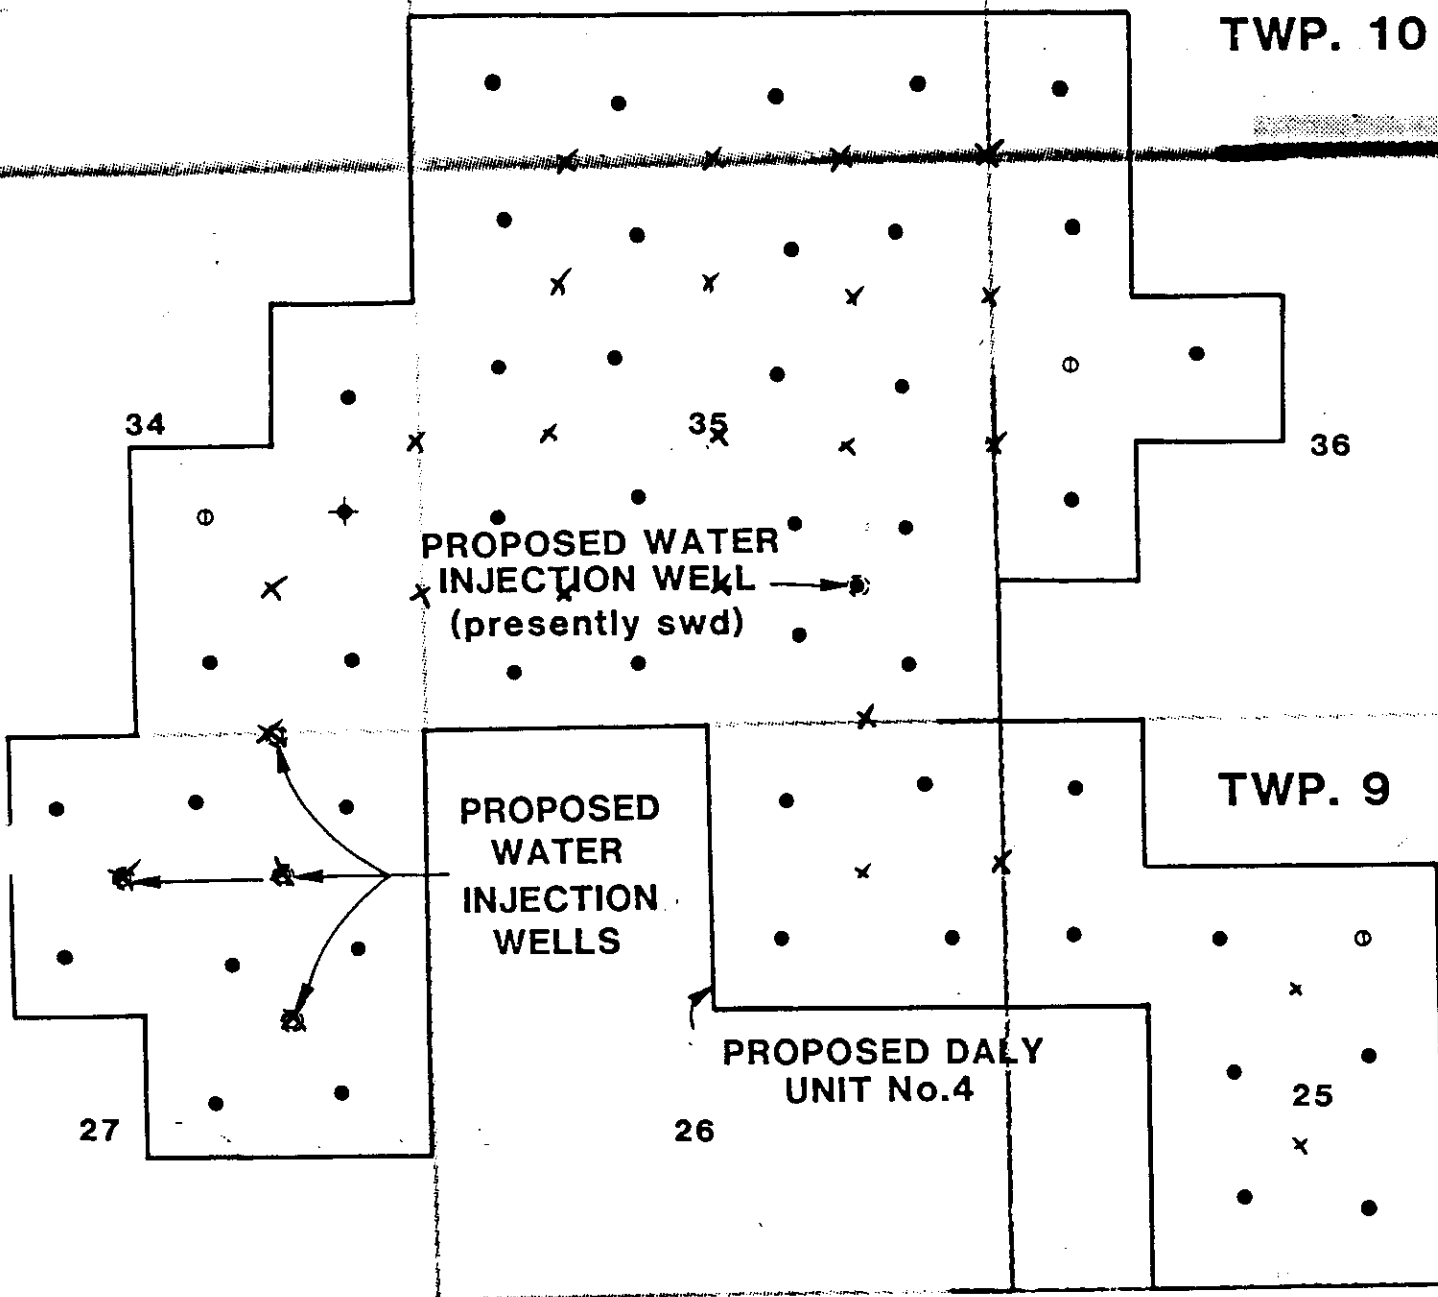 TWP. 10
34
35
36
PROPOSED WATER
INJECTION WELL
(presently swd)
TWP. 9
PROPOSED
WATER
INJECTION
WELLS
PROPOSED DALY
UNIT No.4
25
27
26